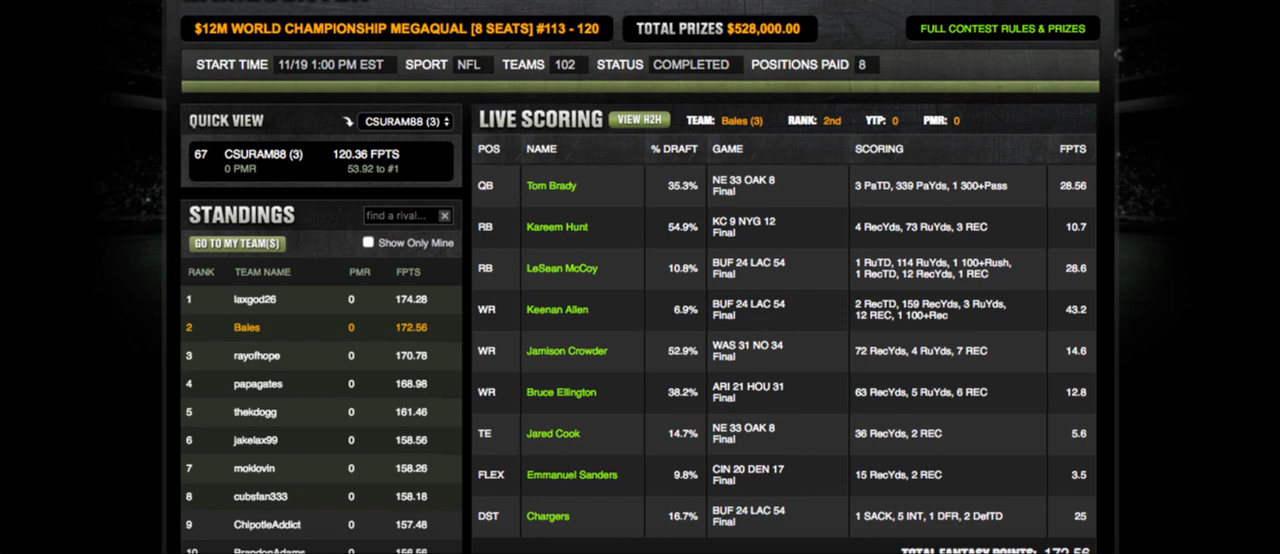 $12M WORLD CHAMPIONSHIP MEGAQUAL [8 SEATS] #113 - 120
TOTAL PRIZES $528,000.00
FULL CONTEST RULES & PRIZES
START TIME 11/19 1:00 PM EST SPORT NFL TEAMS 102 STATUS COMPLETED POSITIONS PAID 8
QUICK VIEW
CSURAM88 (3)
67 CSURAM88 (3) 120.36 FPTS
0 PMR 53.92 to #1
STANDINGS
find a rival...
GO TO MY TEAM(S)
Show Only Mine
RANK TEAM NAME PMR FPTS
1 laxgod26 0 174.28
2 Bales 0 172.56
3 rayofhope 0 170.78
4 papagates 0 168.98
5 thekdogg 0 161.46
6 jakelax99 0 158.56
7 moklovin 0 158.26
8 cubsfan333 0 158.18
9 ChipotleAddict 0 157.48
10 BrandonAdams 0 156.56
LIVE SCORING VIEW H2H TEAM: Bales (3) RANK: 2nd YTP: 0 PMR: 0
POS NAME % DRAFT GAME SCORING FPTS
QB Tom Brady 35.3% NE 33 OAK 8 Final 3 PaTD, 339 PaYds, 1 300+Pass 28.56
RB Kareem Hunt 54.9% KC 9 NYG 12 Final 4 RecYds, 73 RuYds, 3 REC 10.7
RB LeSean McCoy 10.8% BUF 24 LAC 54 Final 1 RuTD, 114 RuYds, 1 100+Rush, 1 RecTD, 12 RecYds, 1 REC 28.6
WR Keenan Allen 6.9% BUF 24 LAC 54 Final 2 RecTD, 159 RecYds, 3 RuYds, 12 REC, 1 100+Rec 43.2
WR Jamison Crowder 52.9% WAS 31 NO 34 Final 72 RecYds, 4 RuYds, 7 REC 14.6
WR Bruce Ellington 38.2% ARI 21 HOU 31 Final 63 RecYds, 5 RuYds, 6 REC 12.8
TE Jared Cook 14.7% NE 33 OAK 8 Final 36 RecYds, 2 REC 5.6
FLEX Emmanuel Sanders 9.8% CIN 20 DEN 17 Final 15 RecYds, 2 REC 3.5
DST Chargers 16.7% BUF 24 LAC 54 Final 1 SACK, 5 INT, 1 DFR, 2 DefTD 25
TOTAL FANTASY POINTS: 172.56